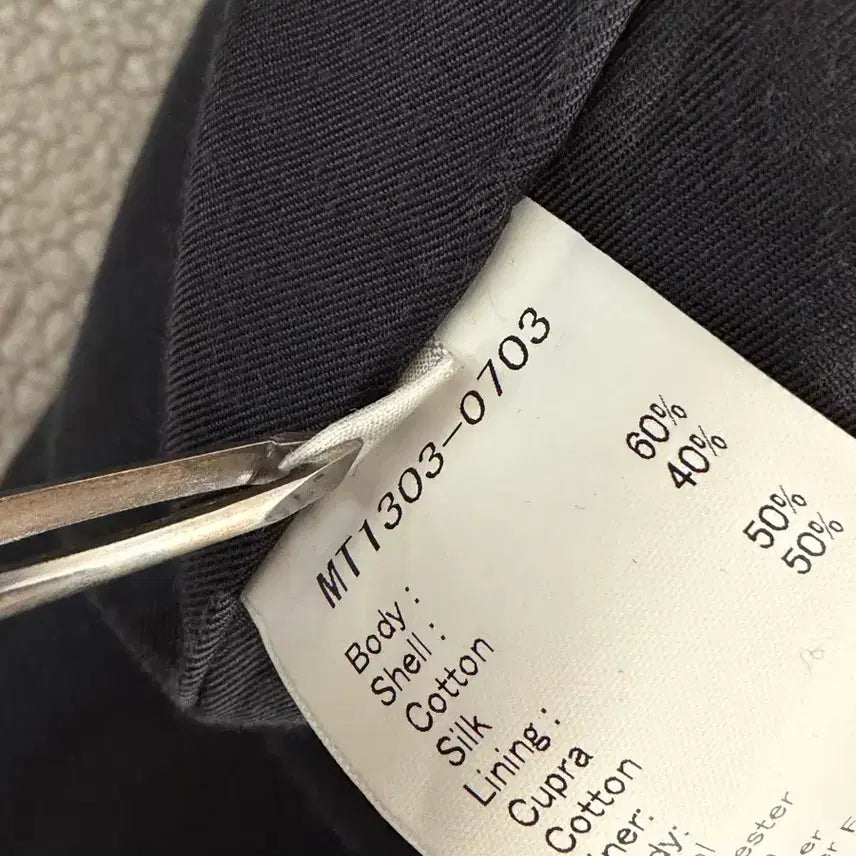 MT1303-0703
Body :
Shell :
Cotton 60%
Silk 40%
Lining :
Cupra 50%
Cotton 50%